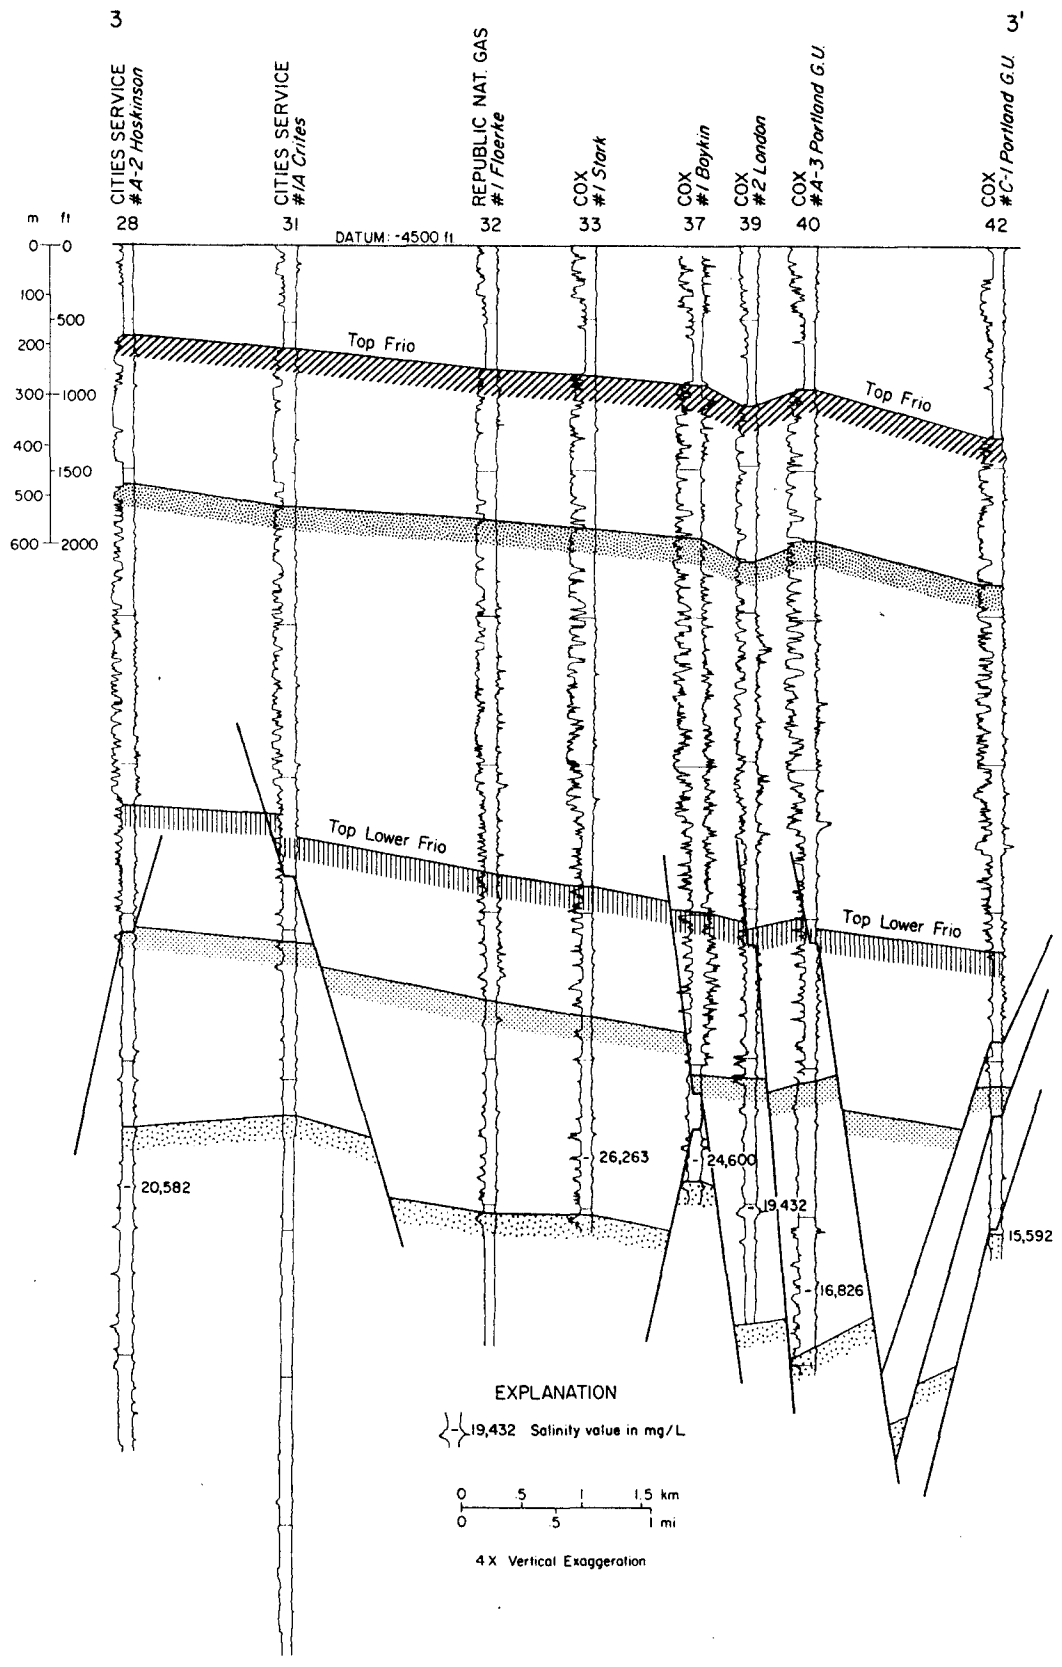 3
3'
CITIES SERVICE
#A-2 Hoskinson
CITIES SERVICE
#1A Crites
REPUBLIC NAT. GAS
#1 Floerke
COX
#1 Stark
COX
#1 Boykin
COX
#2 London
COX
#A-3 Portland G.U.
COX
#C-1 Portland G.U.
28
31
32
33
37
39
40
42
m ft
DATUM: -4500 ft
0 0
100
500
200
300 1000
400
1500
500
600 2000
Top Frio
Top Frio
Top Lower Frio
Top Lower Frio
20,582
26,263
24,600
19,432
16,826
15,592
EXPLANATION
19,432 Salinity value in mg/L
0 .5 1 1.5 km
0 .5 1 mi
4X Vertical Exaggeration